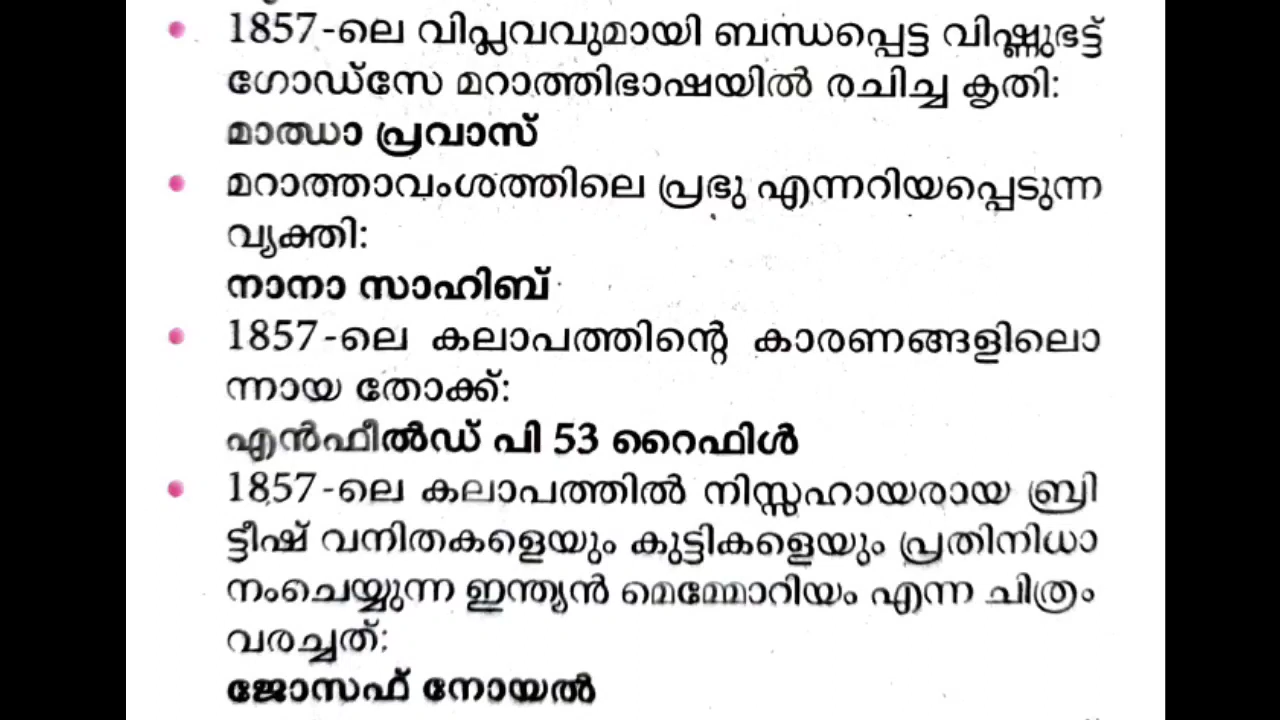 1857-ലെ വിപ്ലവവുമായി ബന്ധപ്പെട്ട വിഷ്ണുഭട്ട്
ഗോഡ്സേ മറാത്തിഭാഷയിൽ രചിച്ച കൃതി:
മാഝാ പ്രവാസ്
മറാത്താവംശത്തിലെ പ്രഭു എന്നറിയപ്പെടുന്ന
വ്യക്തി:
നാനാ സാഹിബ്
1857-ലെ കലാപത്തിന്റെ കാരണങ്ങളിലൊ
ന്നായ തോക്ക്:
എൻഫീൽഡ് പി 53 റൈഫിൾ
1857-ലെ കലാപത്തിൽ നിസ്സഹായരായ ബ്രി
ട്ടീഷ് വനിതകളെയും കുട്ടികളെയും പ്രതിനിധാ
നംചെയ്യുന്ന ഇന്ത്യൻ മെമ്മോറിയം എന്ന ചിത്രം
വരച്ചത്:
ജോസഫ് നോയൽ